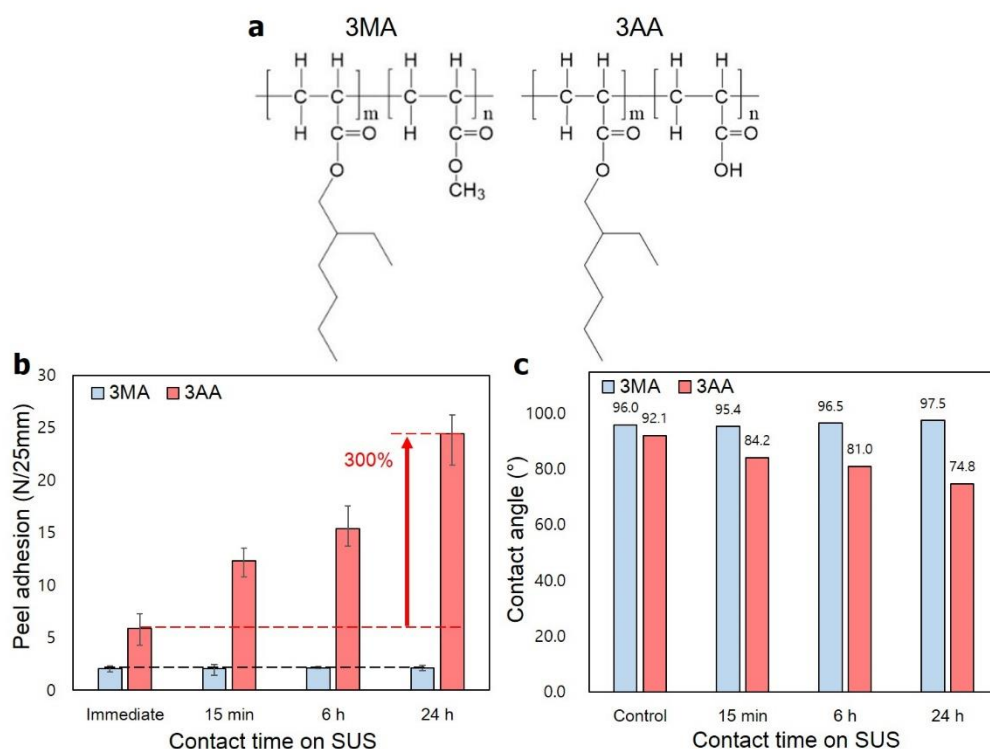 a
3MA 3AA
H H H H H H H H
C C C C C C C C
m n m n
H H H H
C=O C=O C=O C=O
O O O OH
CH3
b
30
25
20
15
10
5
0
Peel adhesion (N/25mm)
3MA 3AA
300%
Immediate 15 min 6 h 24 h
Contact time on SUS
c
100.0
80.0
60.0
40.0
20.0
0.0
Contact angle (°)
3MA 3AA
96.0 92.1 95.4 84.2 96.5 81.0 97.5 74.8
Control 15 min 6 h 24 h
Contact time on SUS